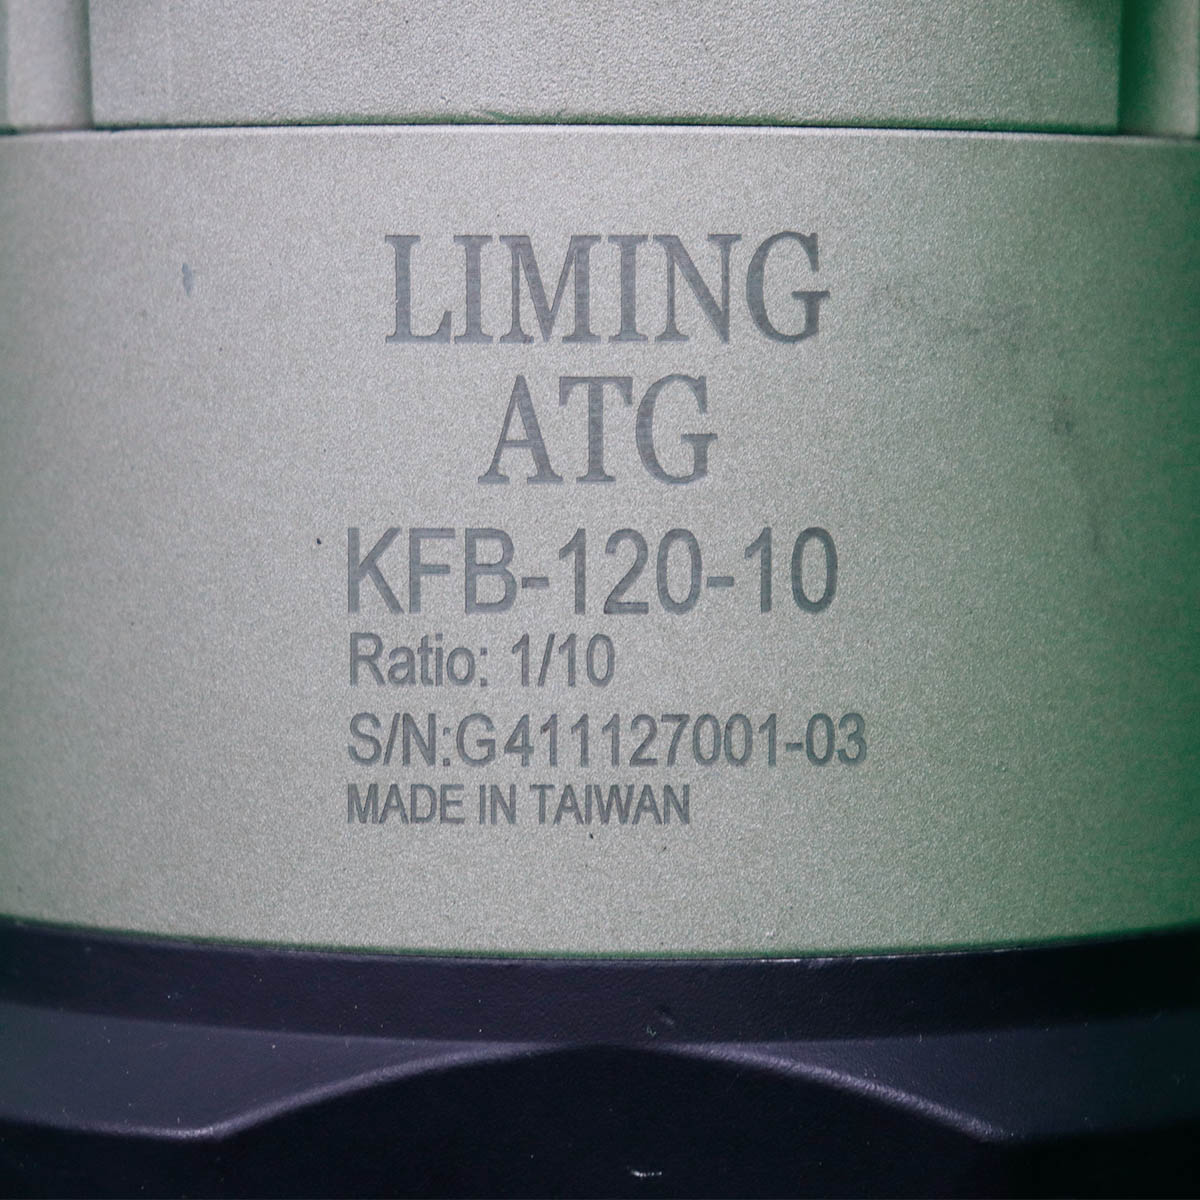 LIMING
ATG
KFB-120-10
Ratio: 1/10
S/N:G411127001-03
MADE IN TAIWAN